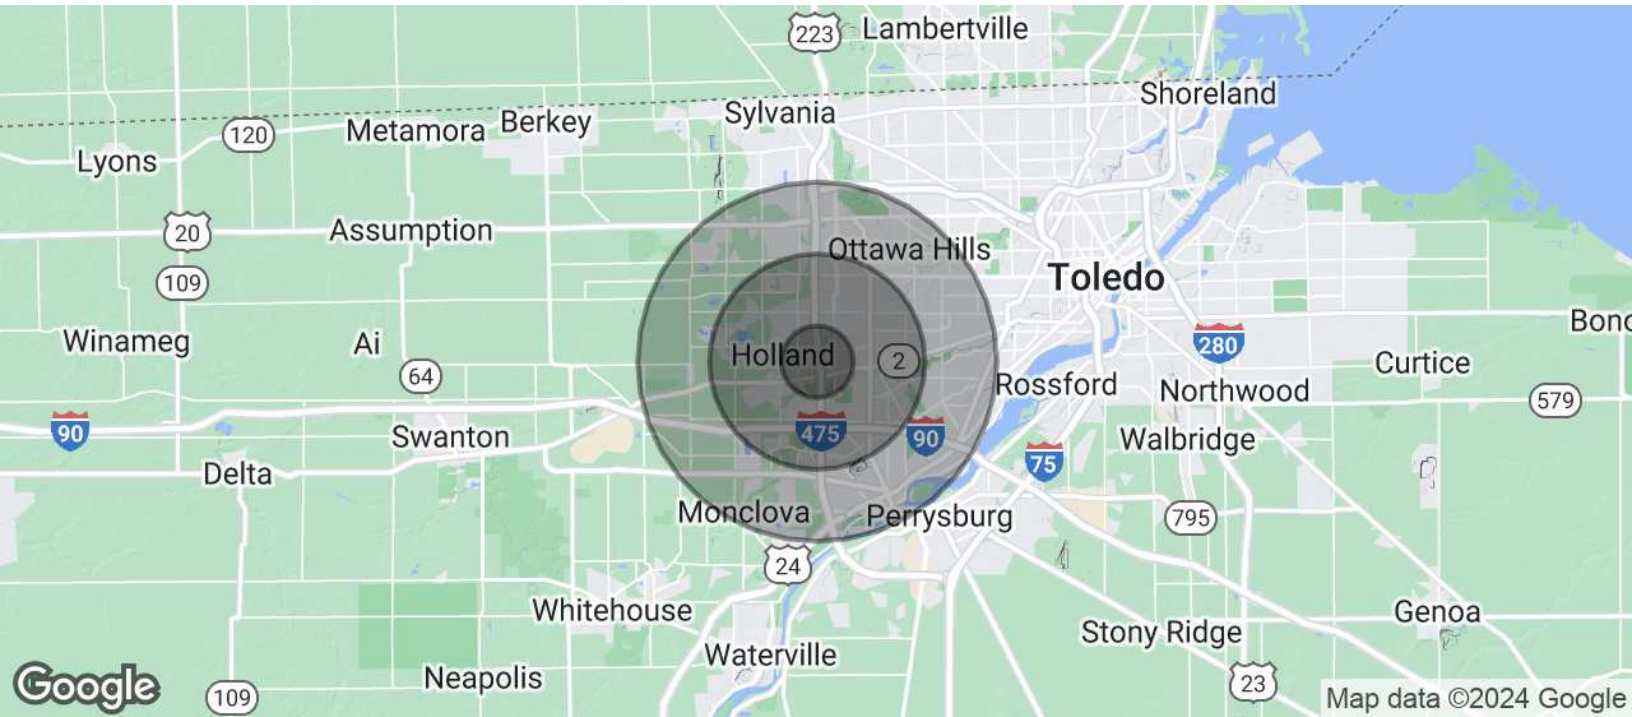 223
Lambertville
Shoreland
Sylvania
Berkey
Metamora
120
Lyons
20
Assumption
Ottawa Hills
Toledo
109
Bono
Winameg
Ai
Holland
2
280
Curtice
64
Rossford
Northwood
579
90
Swanton
475
90
Walbridge
75
Delta
Monclova
Perrysburg
795
24
Whitehouse
Genoa
Stony Ridge
Waterville
Neapolis
23
Google
109
Map data ©2024 Google